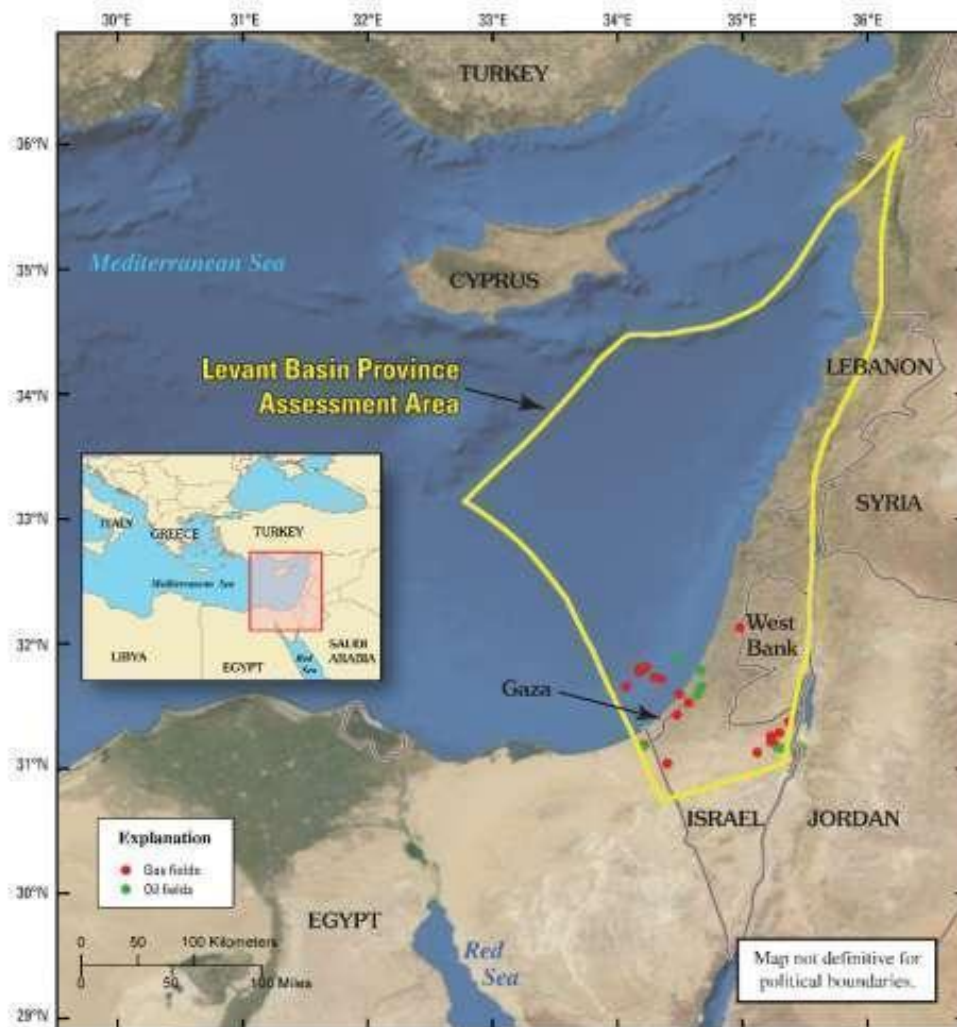 30°E 31°E 32°E 33°E 34°E 35°E 36°E
TURKEY
36°N
35°N
Mediterranean Sea
CYPRUS
Levant Basin Province
Assessment Area
34°N
LEBANON
33°N
SYRIA
ITALY
GREECE
TURKEY
Mediterranean Sea
LIBYA
EGYPT
Red
Sea
SAUDI
ARABIA
32°N
West
Bank
Gaza
31°N
ISRAEL
JORDAN
Explanation
Gas fields
Oil fields
30°N
EGYPT
0 50 100 Kilometers
0 50 100 Miles
Red
Sea
Map not definitive for
political boundaries.
29°N